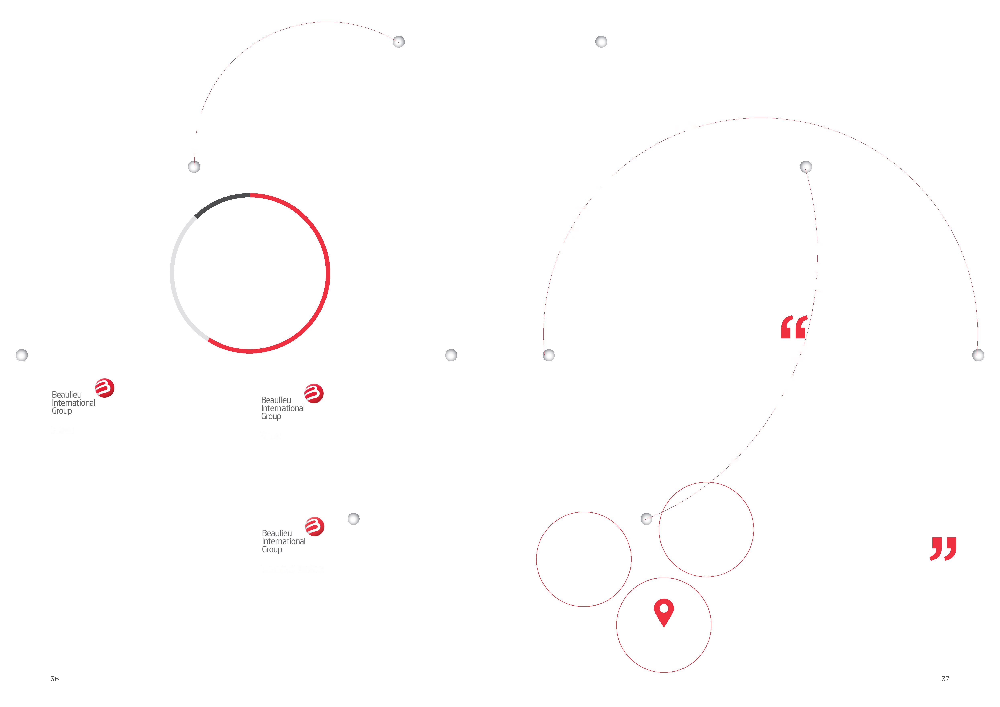 Beaulieu
International
Group
Beaulieu
International
Group
Beaulieu
International
Group
“
”
36
37